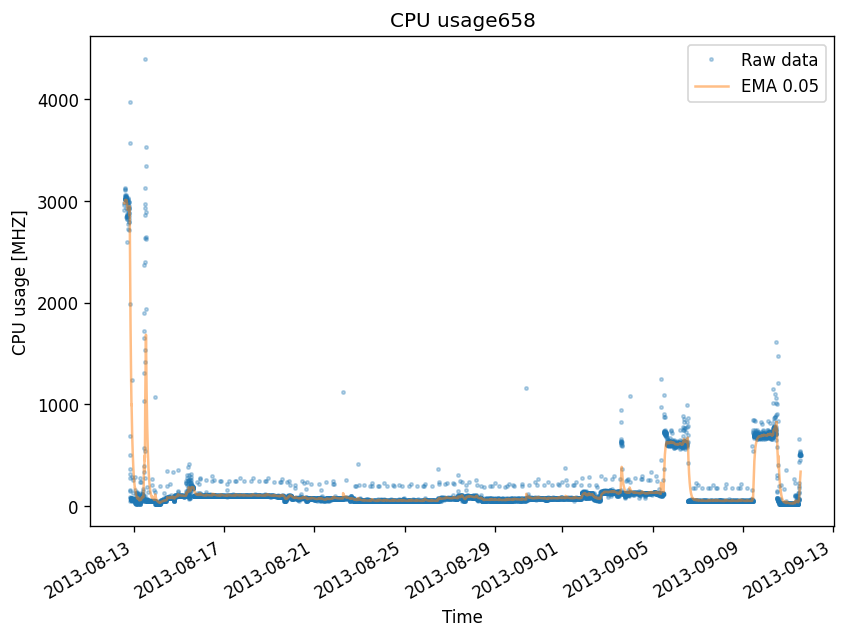 CPU usage658
Raw data
EMA 0.05
CPU usage [MHZ]
4000
3000
2000
1000
0
2013-08-13
2013-08-17
2013-08-21
2013-08-25
2013-08-29
2013-09-01
2013-09-05
2013-09-09
2013-09-13
Time